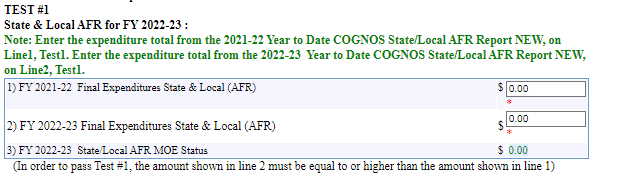 TEST #1
State & Local AFR for FY 2022-23 :
Note: Enter the expenditure total from the 2021-22 Year to Date COGNOS State/Local AFR Report NEW, on
Line1, Test1. Enter the expenditure total from the 2022-23 Year to Date COGNOS State/Local AFR Report NEW,
on Line2, Test1.
1) FY 2021-22 Final Expenditures State & Local (AFR) $ 0.00
*
2) FY 2022-23 Final Expenditures State & Local (AFR) $ 0.00
*
3) FY 2022-23 State/Local AFR MOE Status $ 0.00
(In order to pass Test #1, the amount shown in line 2 must be equal to or higher than the amount shown in line 1)